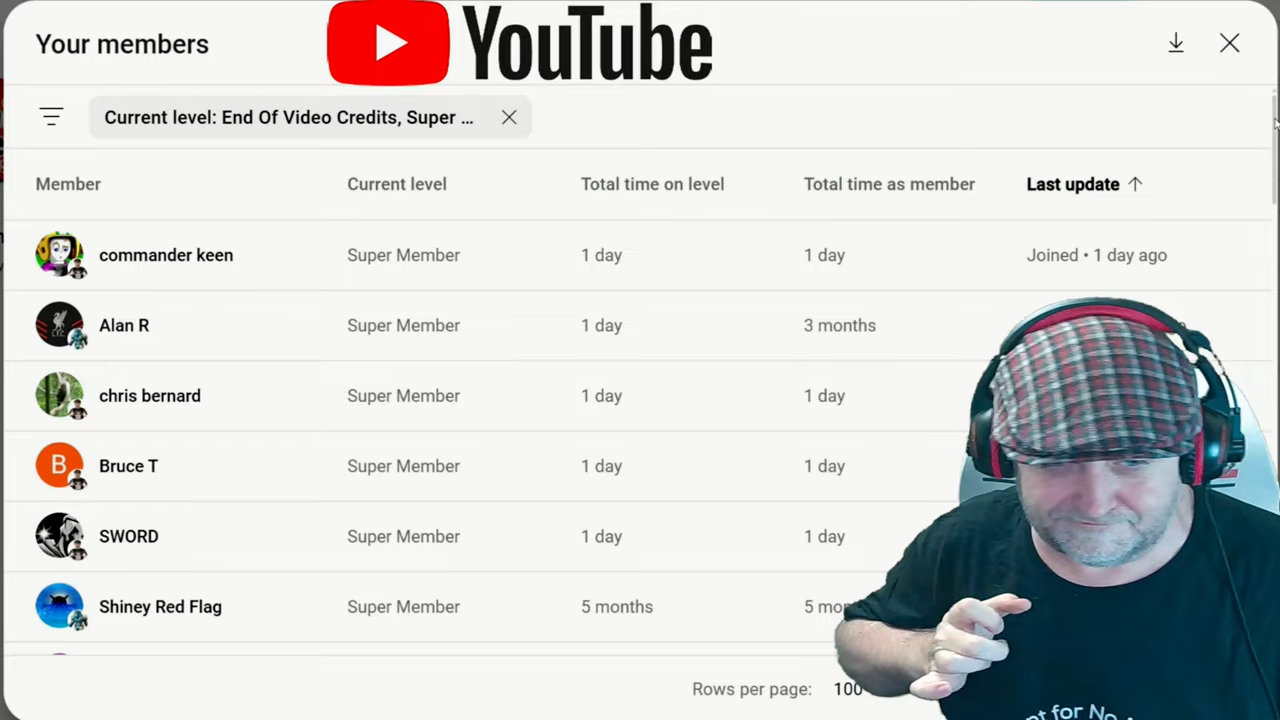 Your members
YouTube
Current level: End Of Video Credits, Super ...
Member Current level Total time on level Total time as member Last update
commander keen Super Member 1 day 1 day Joined • 1 day ago
Alan R Super Member 1 day 3 months
chris bernard Super Member 1 day 1 day
B
Bruce T Super Member 1 day 1 day
SWORD Super Member 1 day 1 day
Shiney Red Flag Super Member 5 months 5 mo
Rows per page: 100
for No